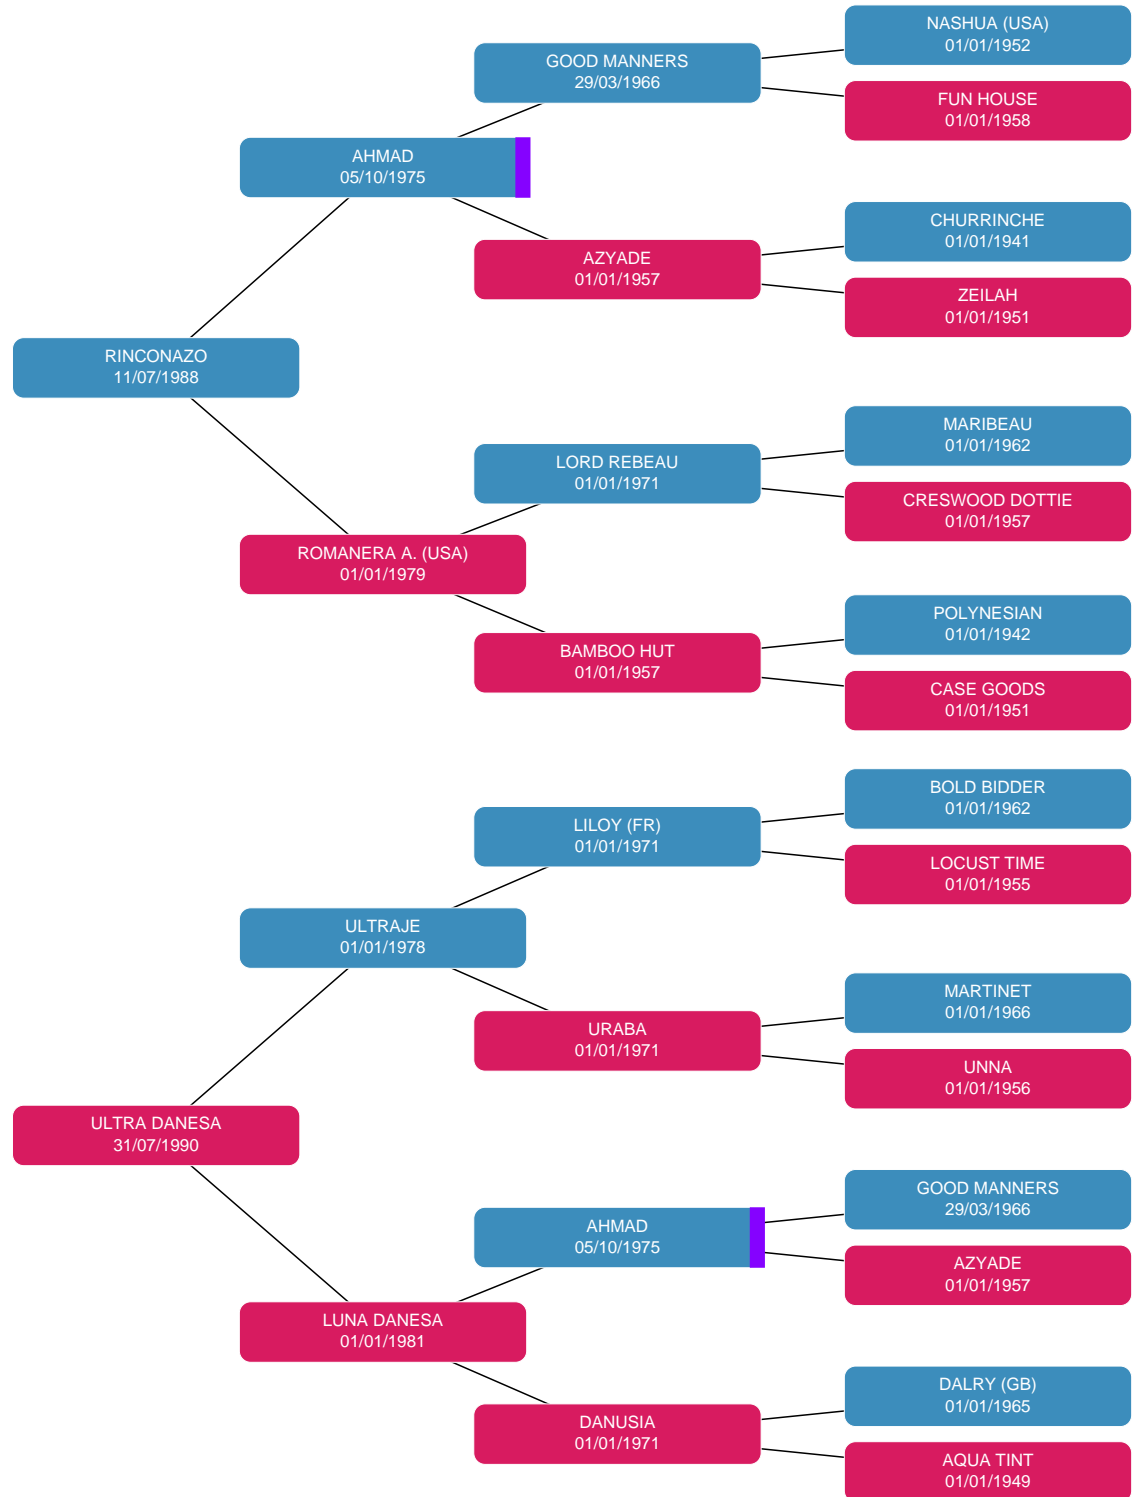 NASHUA (USA)
01/01/1952
GOOD MANNERS
29/03/1966
FUN HOUSE
01/01/1958
AHMAD
05/10/1975
CHURRINCHE
01/01/1941
AZYADE
01/01/1957
ZEILAH
01/01/1951
RINCONAZO
11/07/1988
MARIBEAU
01/01/1962
LORD REBEAU
01/01/1971
CRESWOOD DOTTIE
01/01/1957
ROMANERA A. (USA)
01/01/1979
POLYNESIAN
01/01/1942
BAMBOO HUT
01/01/1957
CASE GOODS
01/01/1951
BOLD BIDDER
01/01/1962
LILOY (FR)
01/01/1971
LOCUST TIME
01/01/1955
ULTRAJE
01/01/1978
MARTINET
01/01/1966
URABA
01/01/1971
UNNA
01/01/1956
ULTRA DANESA
31/07/1990
GOOD MANNERS
29/03/1966
AHMAD
05/10/1975
AZYADE
01/01/1957
LUNA DANESA
01/01/1981
DALRY (GB)
01/01/1965
DANUSIA
01/01/1971
AQUA TINT
01/01/1949